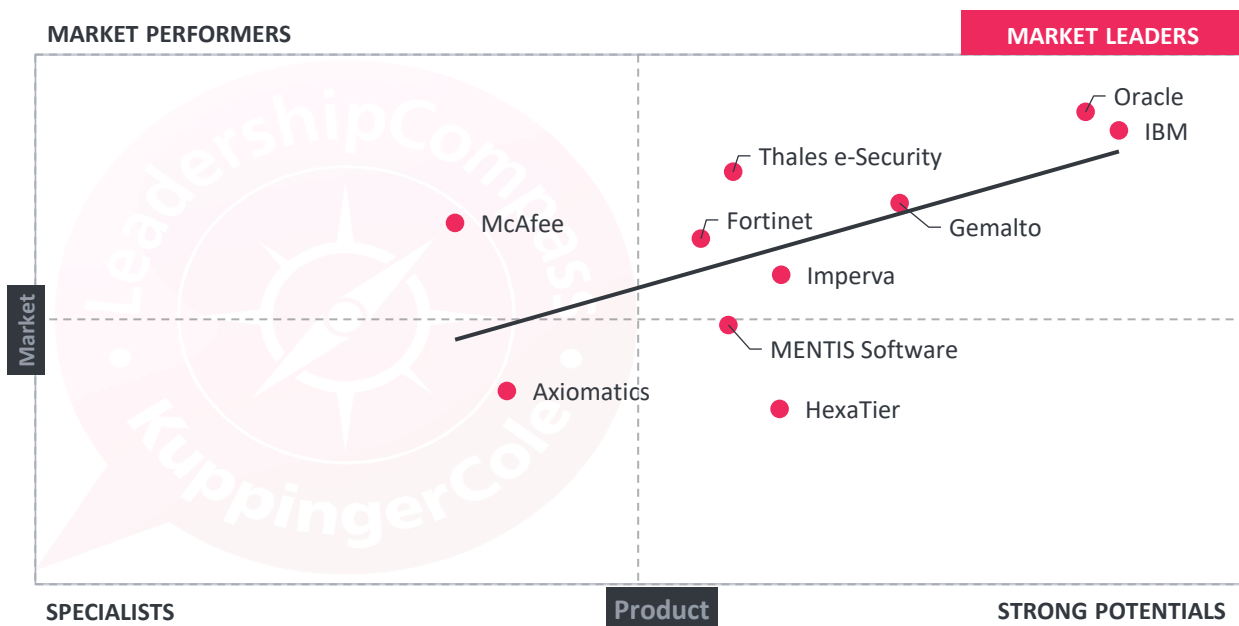 MARKET PERFORMERS
MARKET LEADERS
Oracle
IBM
Thales e-Security
McAfee
Fortinet
Gemalto
Imperva
Market
MENTIS Software
Axiomatics
HexaTier
LeadershipCompass
KuppingerCole
SPECIALISTS
Product
STRONG POTENTIALS